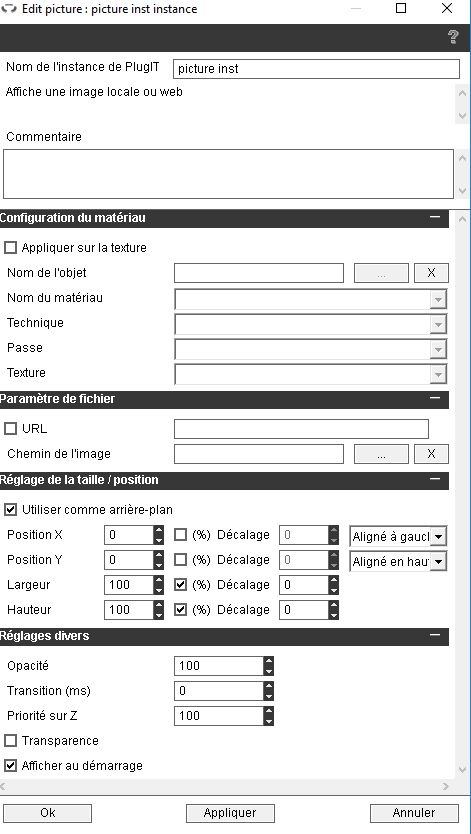 Edit picture : picture inst instance
?
Nom de l'instance de PlugIT picture inst
Affiche une image locale ou web
Commentaire
Configuration du matériau
Appliquer sur la texture
Nom de l'objet ... X
Nom du matériau
Technique
Passe
Texture
Paramètre de fichier
URL
Chemin de l'image ... X
Réglage de la taille / position
Utiliser comme arrière-plan
Position X 0 (%) Décalage 0 Aligné à gaucl
Position Y 0 (%) Décalage 0 Aligné en hau
Largeur 100 (%) Décalage 0
Hauteur 100 (%) Décalage 0
Réglages divers
Opacité 100
Transition (ms) 0
Priorité sur Z 100
Transparence
Afficher au démarrage
Ok Appliquer Annuler